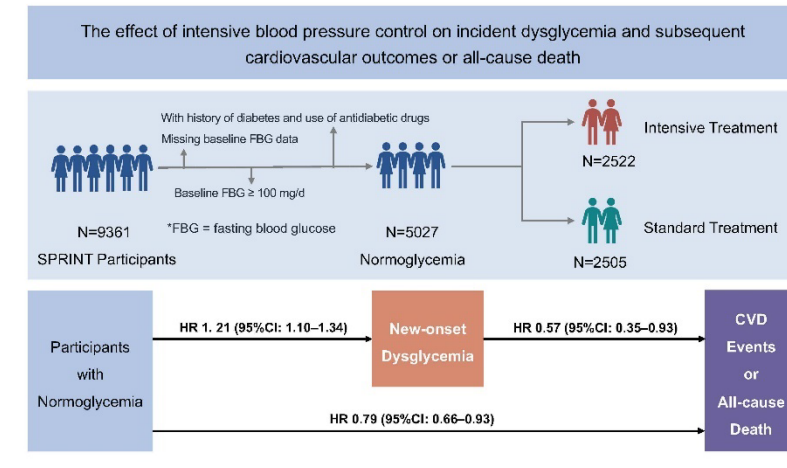 The effect of intensive blood pressure control on incident dysglycemia and subsequent
cardiovascular outcomes or all-cause death
With history of diabetes and use of antidiabetic drugs
Missing baseline FBG data
Baseline FBG ≥ 100 mg/d
*FBG = fasting blood glucose
N=9361
SPRINT Participants
N=5027
Normoglycemia
Intensive Treatment
N=2522
Standard Treatment
N=2505
Participants
with
Normoglycemia
HR 1. 21 (95%CI: 1.10–1.34)
New-onset
Dysglycemia
HR 0.57 (95%CI: 0.35–0.93)
HR 0.79 (95%CI: 0.66–0.93)
CVD
Events
or
All-cause
Death